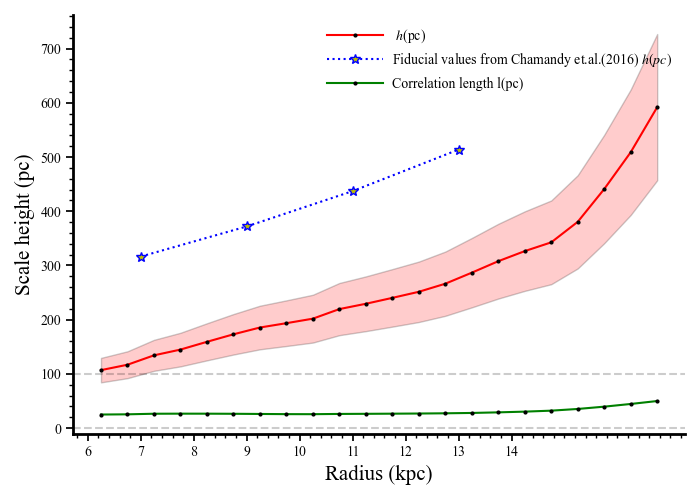 h(pc)
Fiducial values from Chamandy et.al.(2016) h(pc)
Correlation length l(pc)
Scale height (pc)
700
600
500
400
300
200
100
0
6 7 8 9 10 11 12 13 14
Radius (kpc)